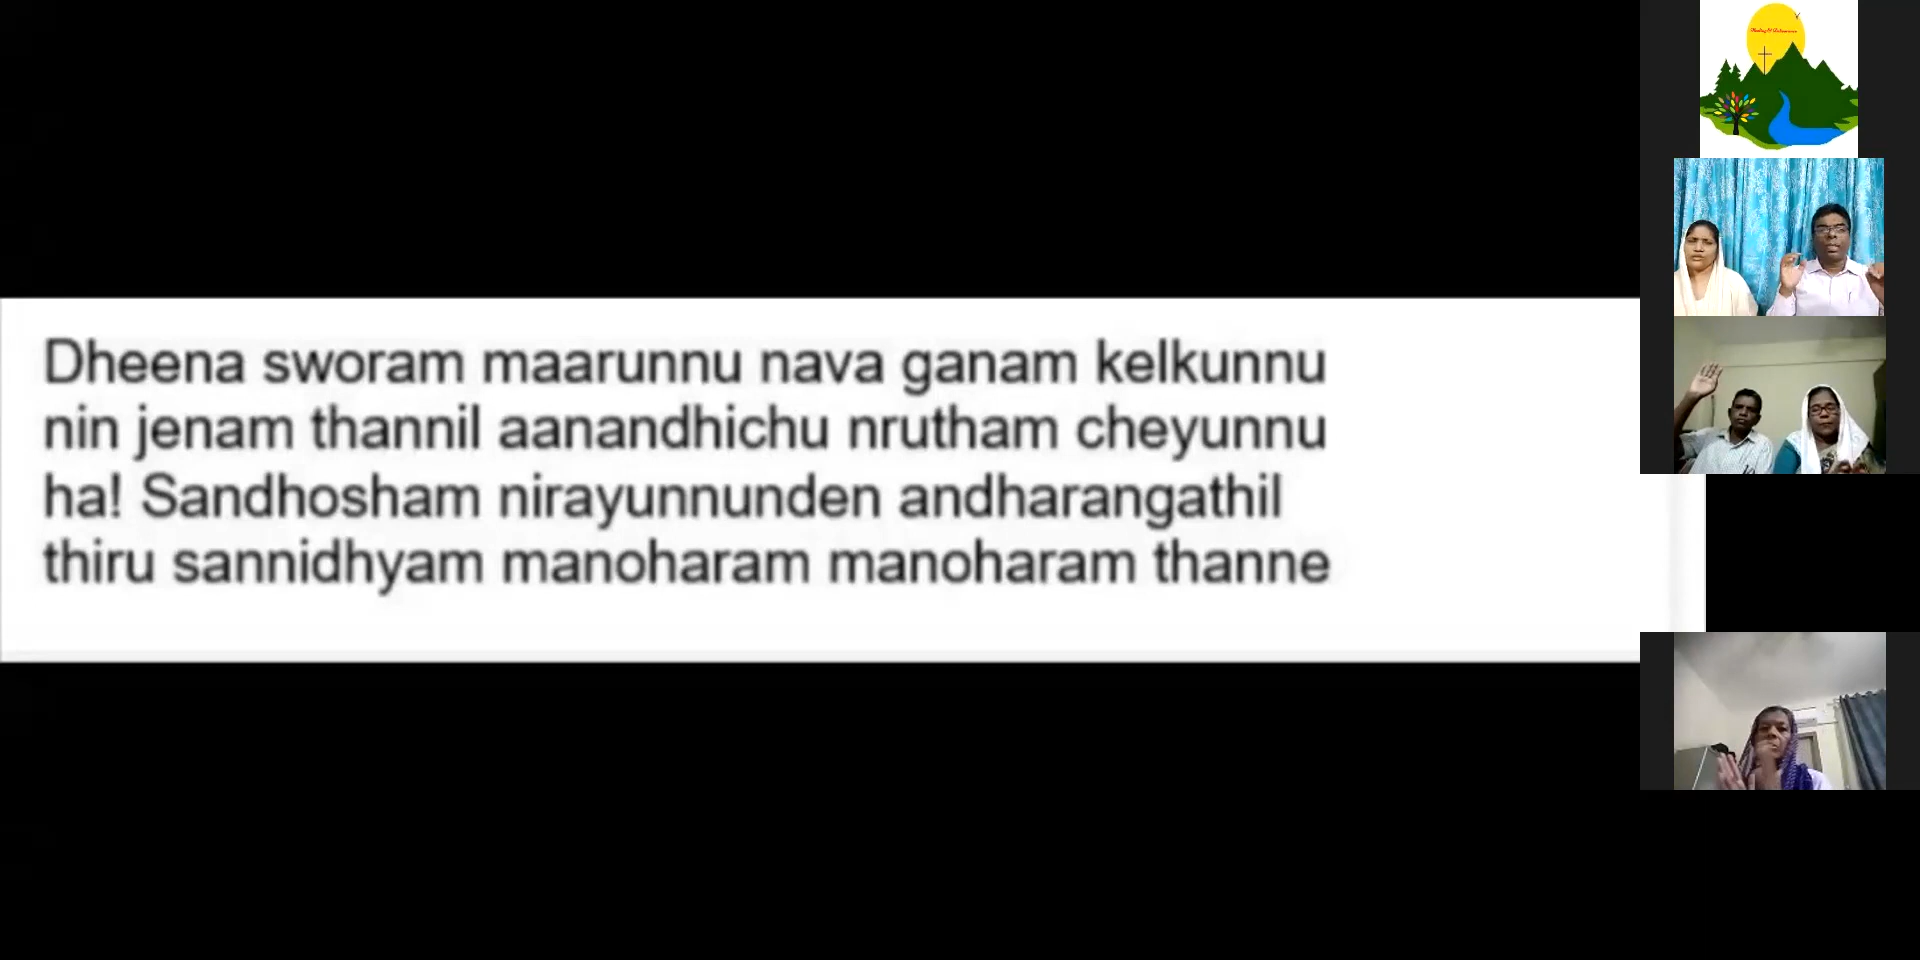 Dheena sworam maarunnu nava ganam kelkunnu
nin jenam thannil aanandhichu nrutham cheyunnu
ha! Sandhosham nirayunnunden andharangathil
thiru sannidhyam manoharam manoharam thanne